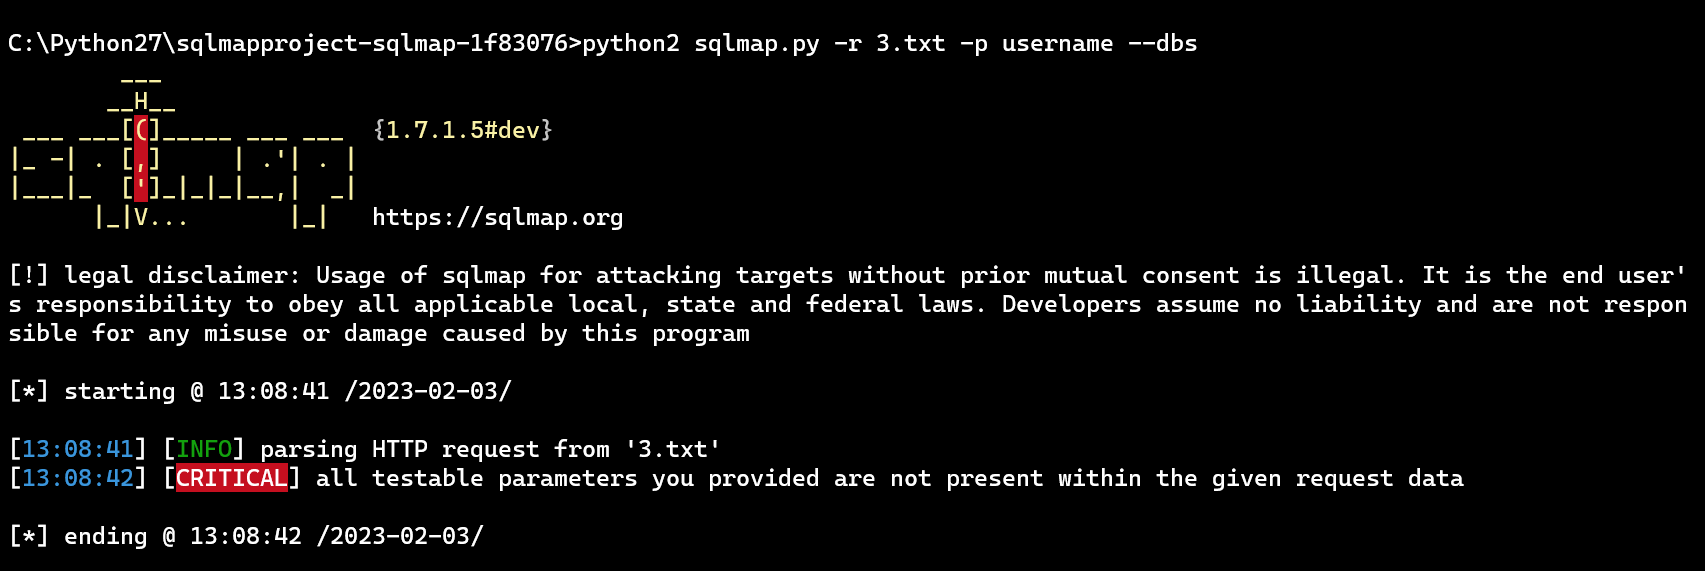 C:\Python27\sqlmapproject-sqlmap-1f83076>python2 sqlmap.py -r 3.txt -p username --dbs
        ___
       __H__
 ___ ___[(]_____ ___ ___  {1.7.1.5#dev}
|_ -| . [,]     | .'| . |
|___|_  [']_|_|_|__,|  _|
      |_|V...       |_|   https://sqlmap.org
[!] legal disclaimer: Usage of sqlmap for attacking targets without prior mutual consent is illegal. It is the end user'
s responsibility to obey all applicable local, state and federal laws. Developers assume no liability and are not respon
sible for any misuse or damage caused by this program
[*] starting @ 13:08:41 /2023-02-03/
[13:08:41] [INFO] parsing HTTP request from '3.txt'
[13:08:42] [CRITICAL] all testable parameters you provided are not present within the given request data
[*] ending @ 13:08:42 /2023-02-03/